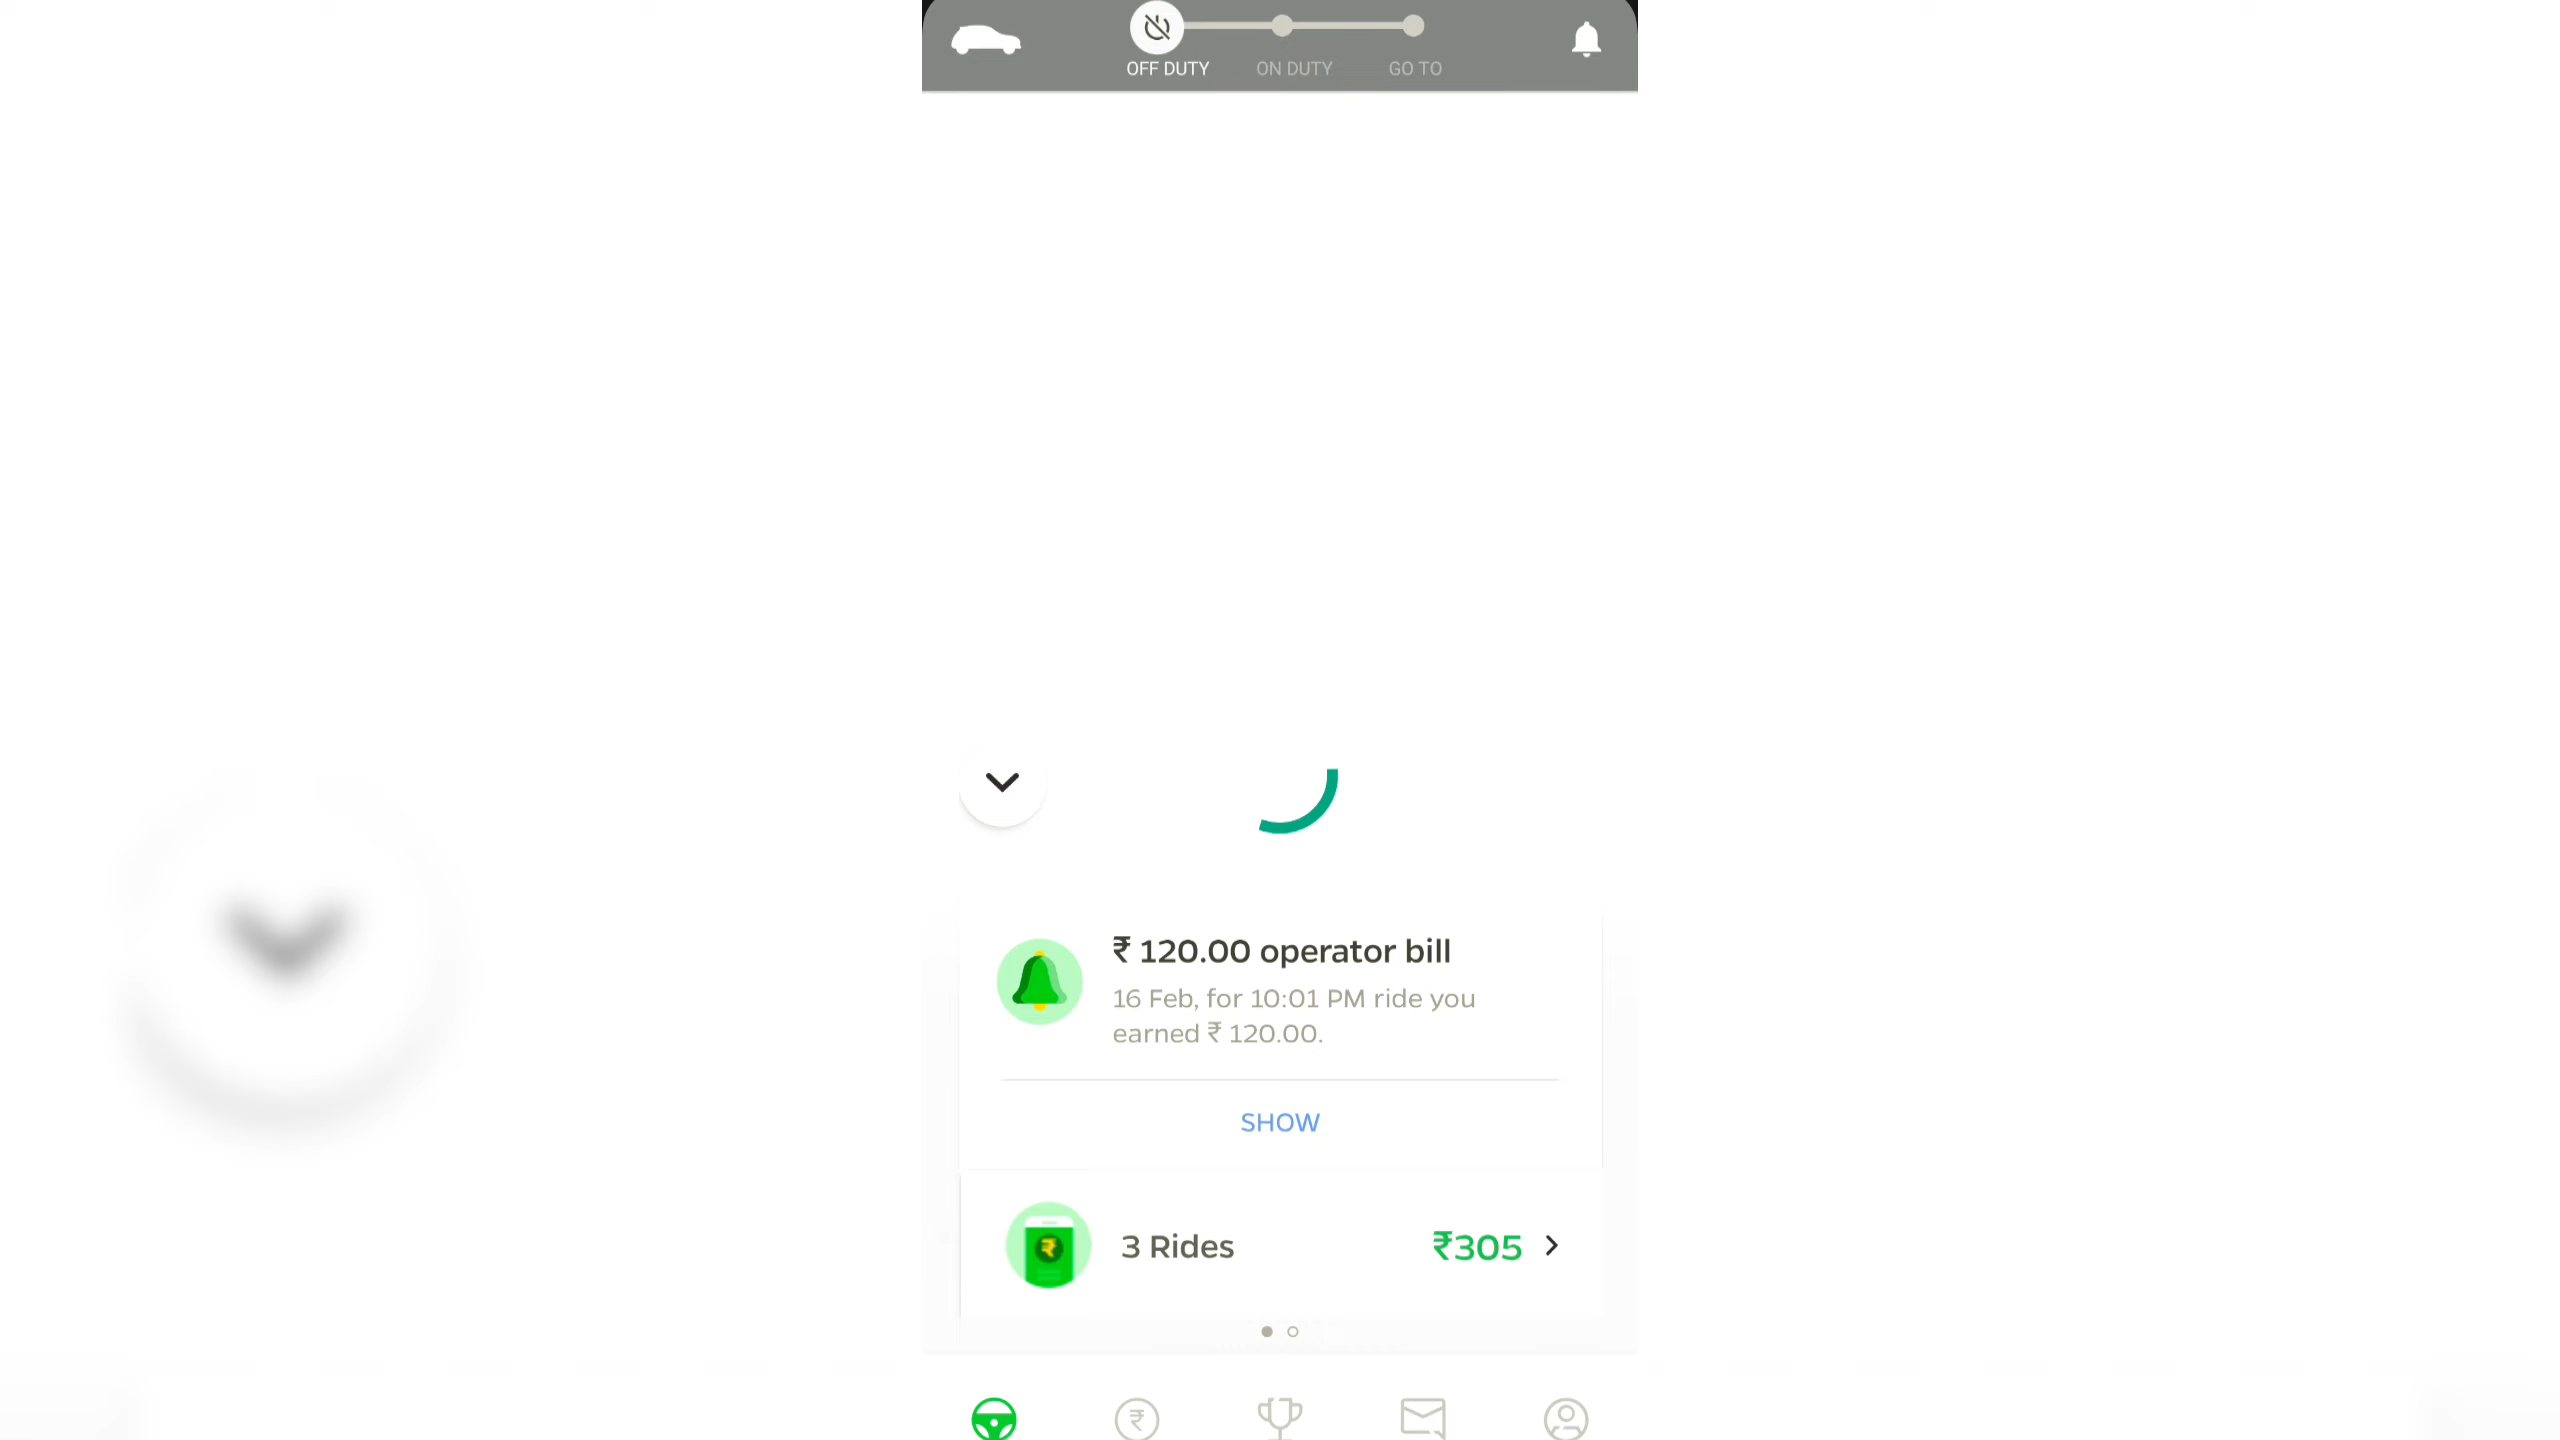 OFF DUTY ON DUTY GO TO
₹ 120.00 operator bill
16 Feb, for 10:01 PM ride you
earned ₹ 120.00.
SHOW
3 Rides ₹305